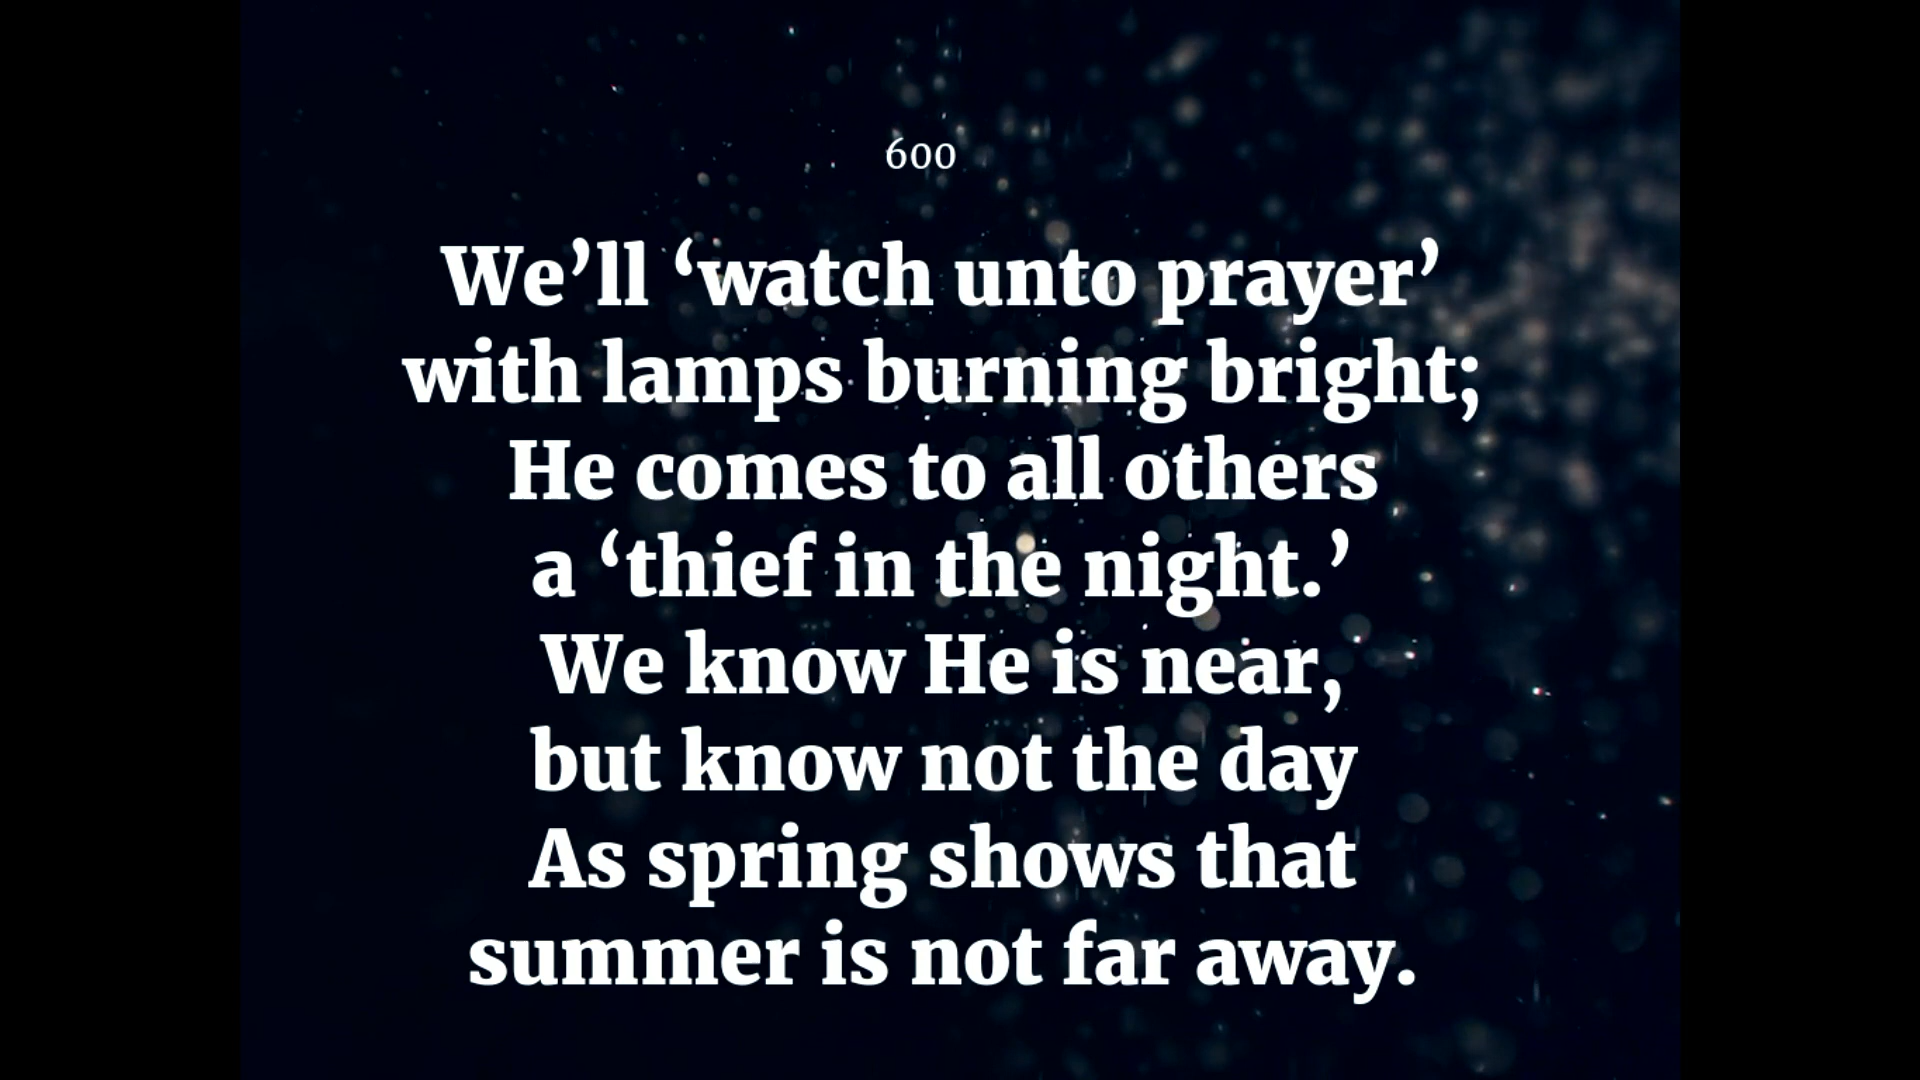 600
We’ll ‘watch unto prayer’
with lamps burning bright;
He comes to all others
a ‘thief in the night.’
We know He is near,
but know not the day
As spring shows that
summer is not far away.